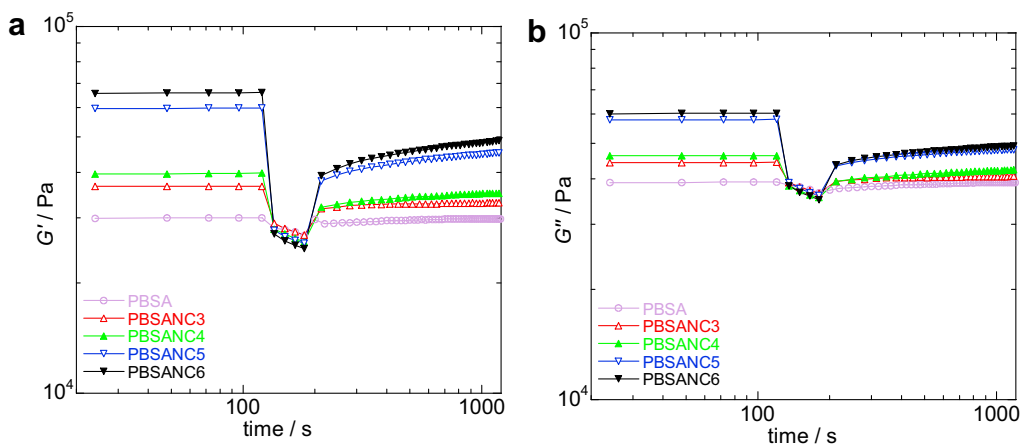 a
10⁵
G' / Pa
PBSA
PBSANC3
PBSANC4
PBSANC5
PBSANC6
10⁴
100
1000
time / s
b
10⁵
G'' / Pa
PBSA
PBSANC3
PBSANC4
PBSANC5
PBSANC6
10⁴
100
1000
time / s